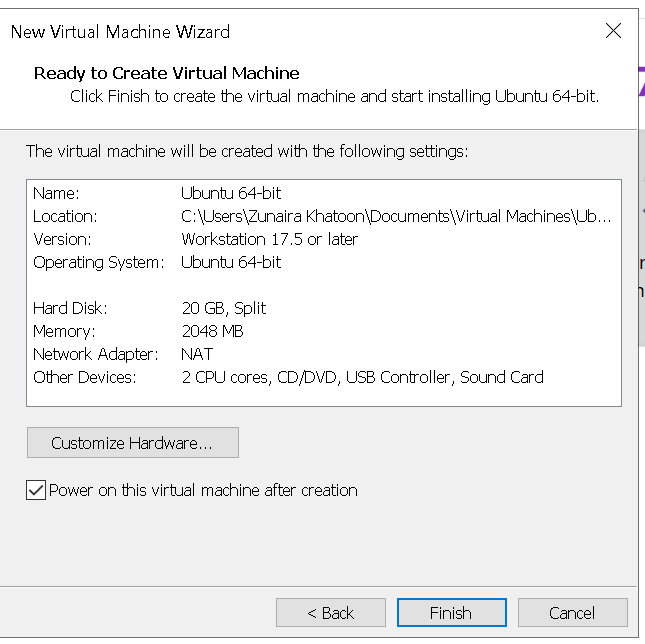 New Virtual Machine Wizard
Ready to Create Virtual Machine
Click Finish to create the virtual machine and start installing Ubuntu 64-bit.
The virtual machine will be created with the following settings:
Name: Ubuntu 64-bit
Location: C:\Users\Zunaira Khatoon\Documents\Virtual Machines\Ub...
Version: Workstation 17.5 or later
Operating System: Ubuntu 64-bit
Hard Disk: 20 GB, Split
Memory: 2048 MB
Network Adapter: NAT
Other Devices: 2 CPU cores, CD/DVD, USB Controller, Sound Card
Customize Hardware...
Power on this virtual machine after creation
< Back Finish Cancel